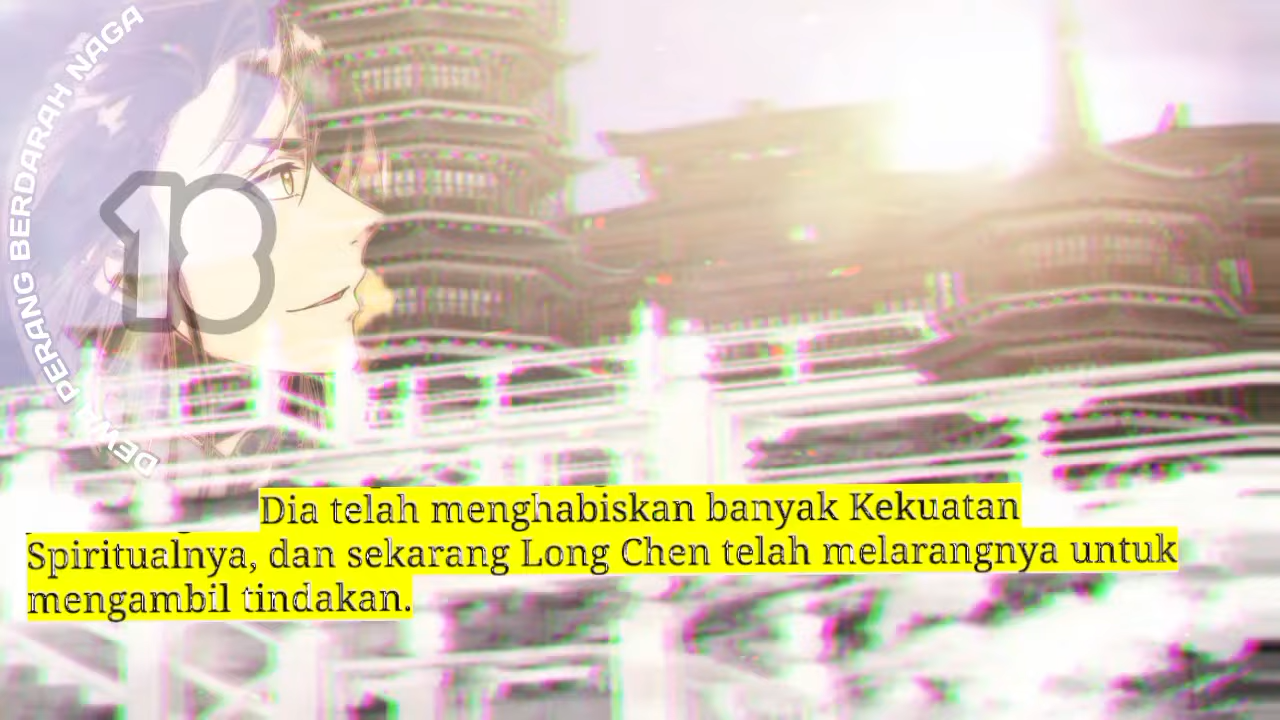 DEWA PERANG BERDARAH NAGA
18
Dia telah menghabiskan banyak Kekuatan
Spiritualnya, dan sekarang Long Chen telah melarangnya untuk
mengambil tindakan.